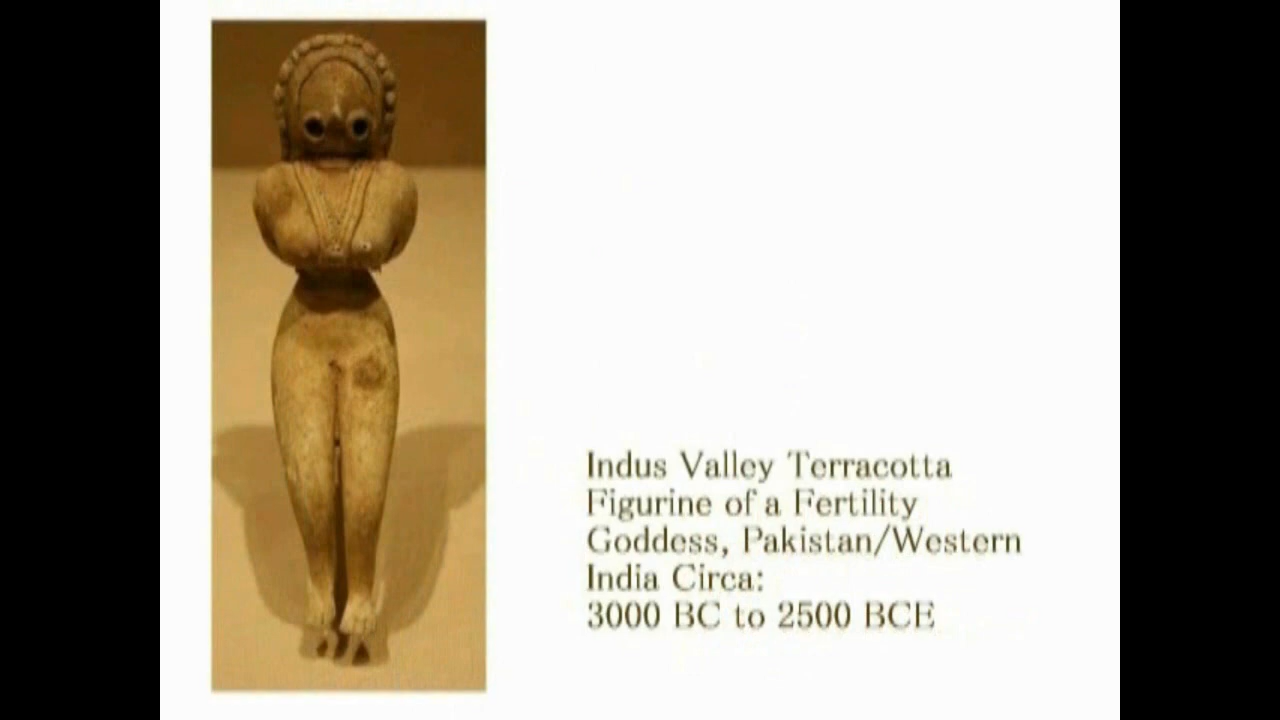 Indus Valley Terracotta
Figurine of a Fertility
Goddess, Pakistan/Western
India Circa:
3000 BC to 2500 BCE